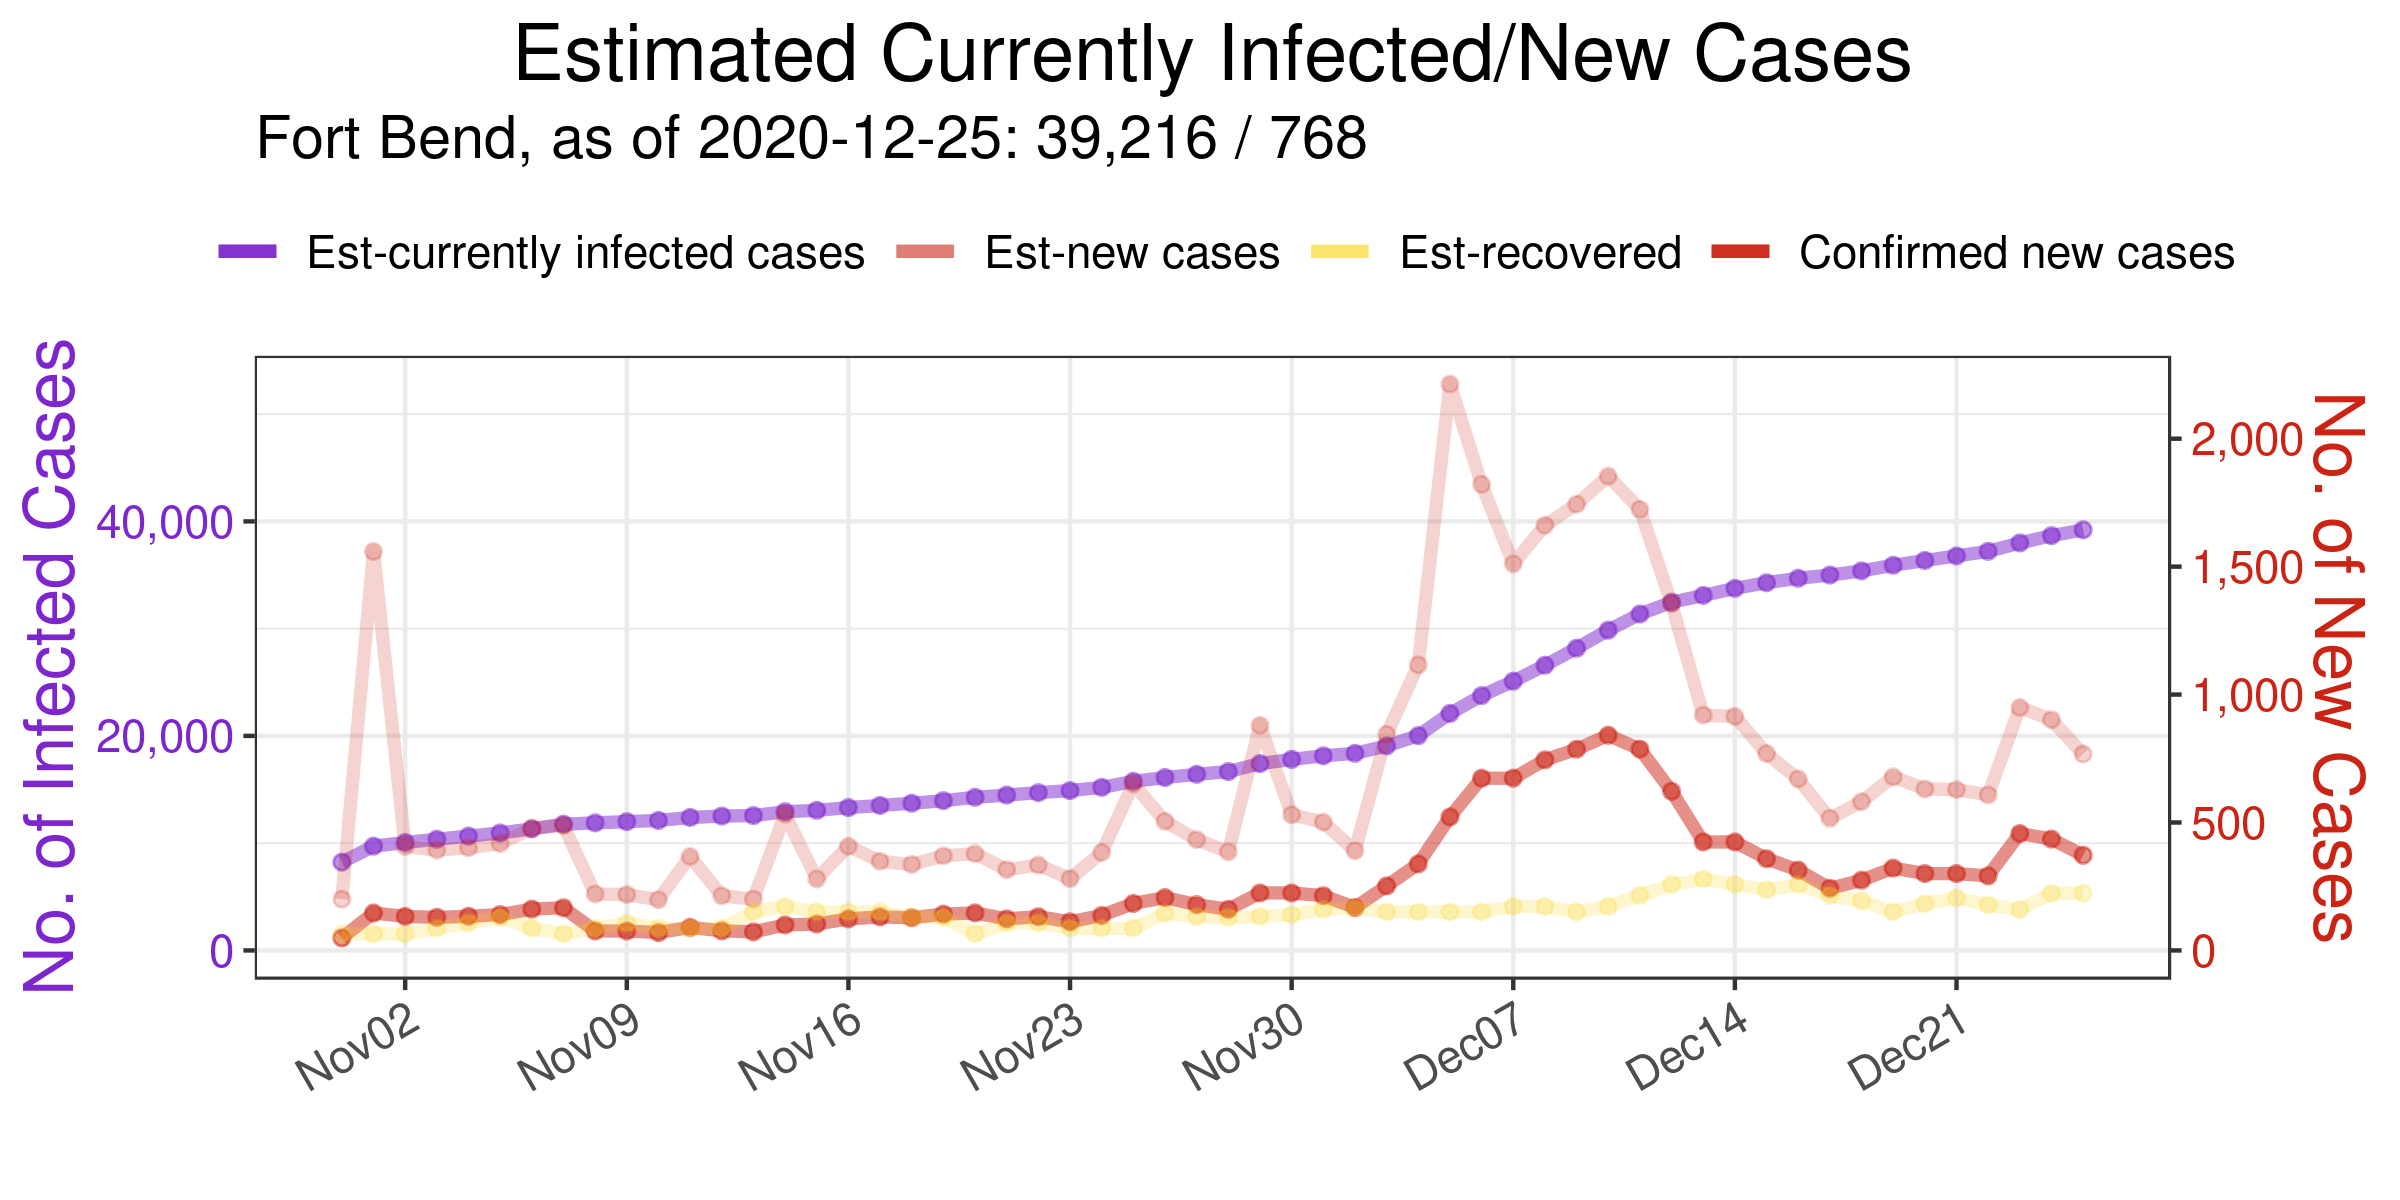 Estimated Currently Infected/New Cases
Fort Bend, as of 2020-12-25: 39,216 / 768
Est-currently infected cases Est-new cases Est-recovered Confirmed new cases
No. of Infected Cases
40,000
20,000
0
2,000
1,500
1,000
500
0
No. of New Cases
Nov02 Nov09 Nov16 Nov23 Nov30 Dec07 Dec14 Dec21